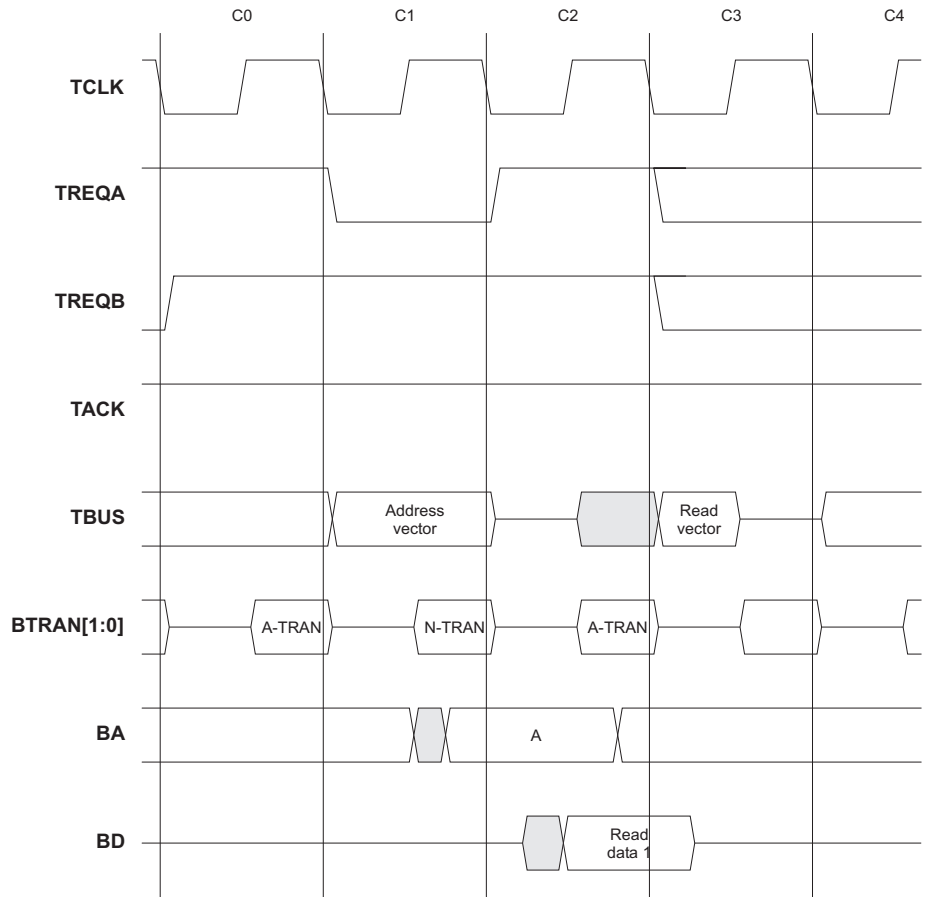 C0 C1 C2 C3 C4
TCLK
TREQA
TREQB
TACK
TBUS
Address
vector
Read
vector
BTRAN[1:0]
A-TRAN N-TRAN A-TRAN
BA
A
BD
Read
data 1